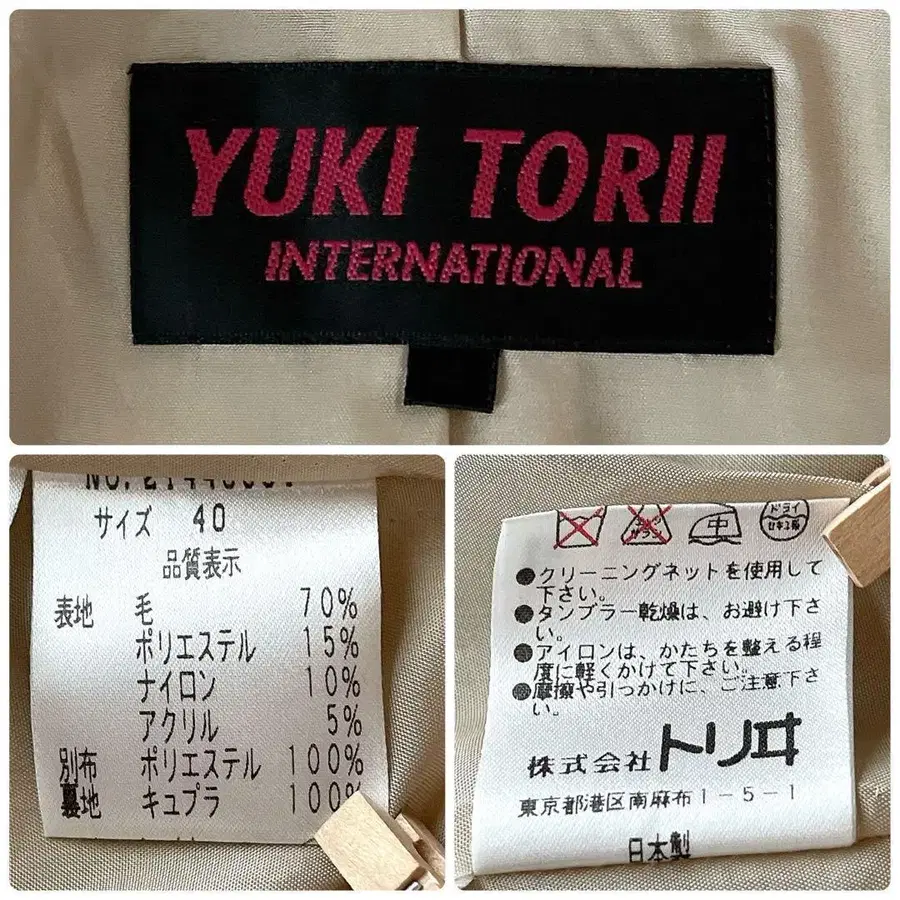 YUKI TORII
INTERNATIONAL
サイズ 40
品質表示
表地 毛 70%
ポリエステル 15%
ナイロン 10%
アクリル 5%
別布 ポリエステル 100%
裏地 キュプラ 100%
ドライ
セキユ系
●クリーニングネットを使用して
下さい。
●タンブラー乾燥は、お避け下さ
い。
●アイロンは、かたちを整える程
度に軽くかけて下さい。
●摩擦や引っかけに、ご注意下さ
い。
株式会社トリヰ
東京都港区南麻布1-5-1
日本製